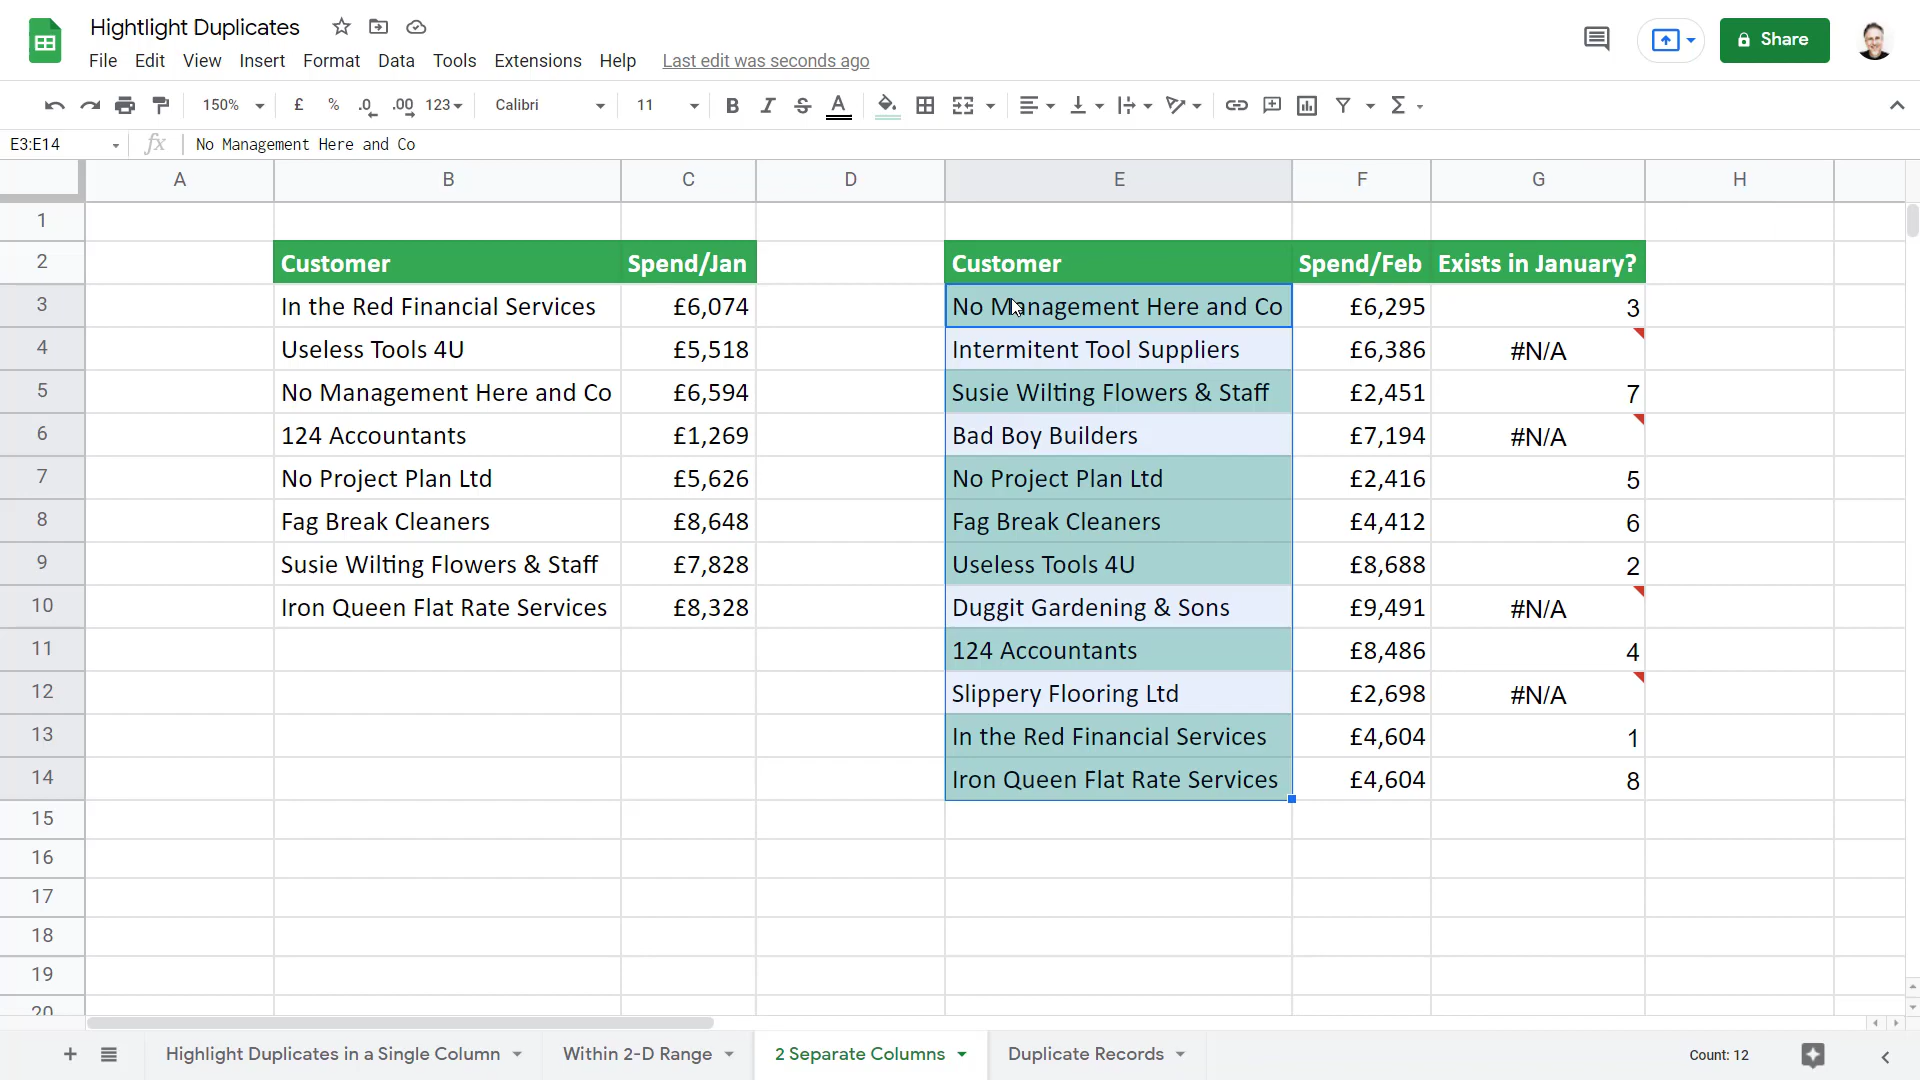 Hightlight Duplicates
File Edit View Insert Format Data Tools Extensions Help Last edit was seconds ago
Share
150% £ % .0 .00 123 Calibri 11 B I S A Σ
E3:E14 fx No Management Here and Co
A B C D E F G H
1
2 Customer Spend/Jan Customer Spend/Feb Exists in January?
3 In the Red Financial Services £6,074 No Management Here and Co £6,295 3
4 Useless Tools 4U £5,518 Intermitent Tool Suppliers £6,386 #N/A
5 No Management Here and Co £6,594 Susie Wilting Flowers & Staff £2,451 7
6 124 Accountants £1,269 Bad Boy Builders £7,194 #N/A
7 No Project Plan Ltd £5,626 No Project Plan Ltd £2,416 5
8 Fag Break Cleaners £8,648 Fag Break Cleaners £4,412 6
9 Susie Wilting Flowers & Staff £7,828 Useless Tools 4U £8,688 2
10 Iron Queen Flat Rate Services £8,328 Duggit Gardening & Sons £9,491 #N/A
11 124 Accountants £8,486 4
12 Slippery Flooring Ltd £2,698 #N/A
13 In the Red Financial Services £4,604 1
14 Iron Queen Flat Rate Services £4,604 8
15
16
17
18
19
20
Highlight Duplicates in a Single Column Within 2-D Range 2 Separate Columns Duplicate Records Count: 12